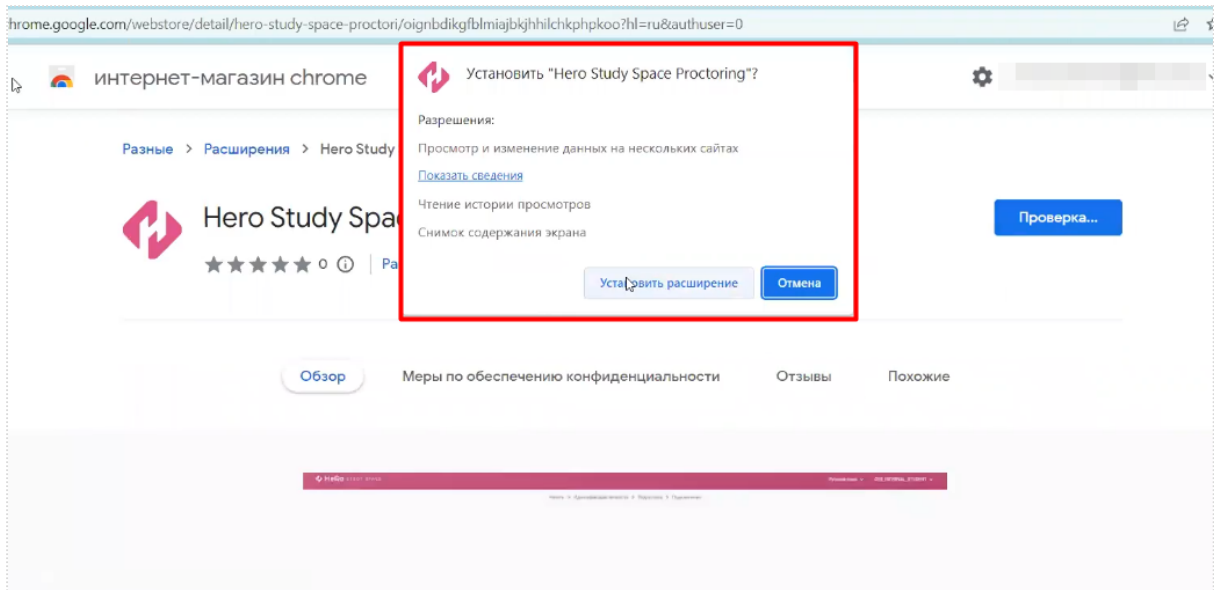 hrome.google.com/webstore/detail/hero-study-space-proctori/oignbdikgfblmiajbkjhhilchkphpkoo?hl=ru&authuser=0
интернет-магазин chrome
Установить "Hero Study Space Proctoring"?
Разрешения:
Просмотр и изменение данных на нескольких сайтах
Показать сведения
Чтение истории просмотров
Снимок содержания экрана
Установить расширение
Отмена
Разные > Расширения > Hero Study
Hero Study Spa
0
Ра
Проверка...
Обзор
Меры по обеспечению конфиденциальности
Отзывы
Похожие